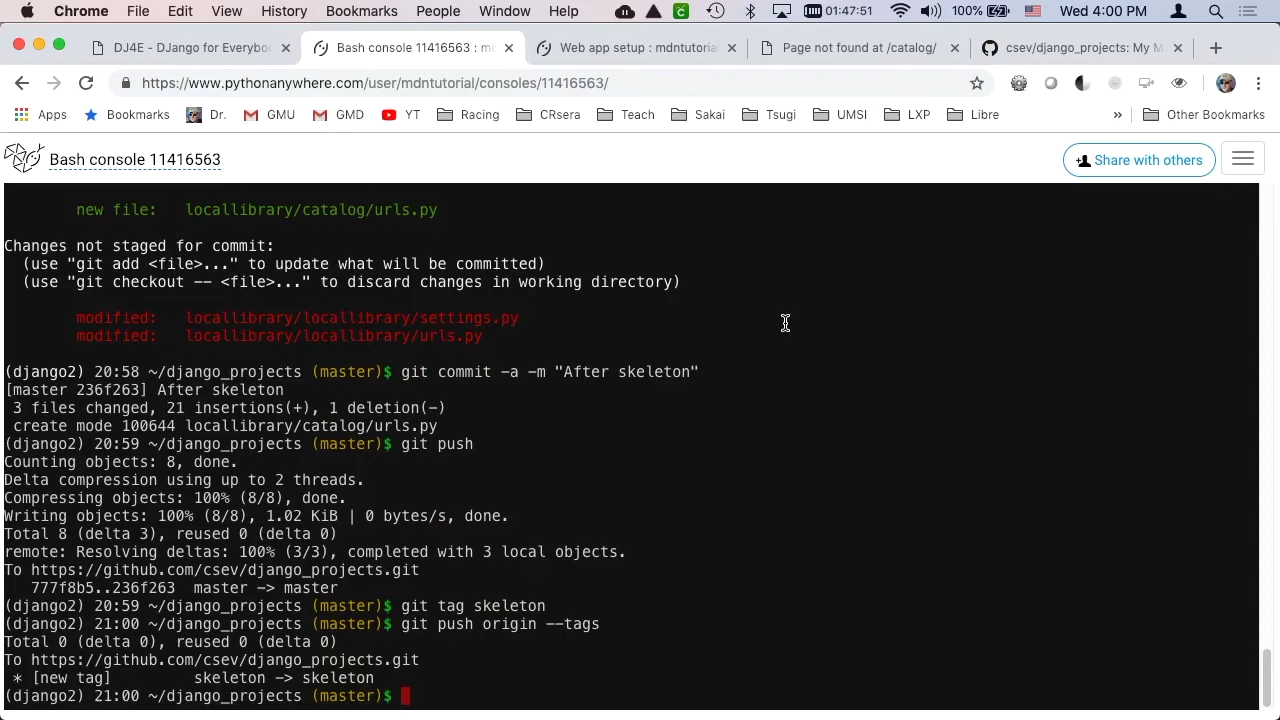 Chrome File Edit View History Bookmarks People Window Help 01:47:51 100% Wed 4:00 PM
DJ4E - DJango for Everybo × Bash console 11416563 : m × Web app setup : mdntutoria × Page not found at /catalog/ × csev/django_projects: My M × +
https://www.pythonanywhere.com/user/mdntutorial/consoles/11416563/
Apps Bookmarks Dr. GMU GMD YT Racing CRsera Teach Sakai Tsugi UMSI LXP Libre » Other Bookmarks
Bash console 11416563 Share with others
new file: locallibrary/catalog/urls.py
Changes not staged for commit:
(use "git add <file>..." to update what will be committed)
(use "git checkout -- <file>..." to discard changes in working directory)
modified: locallibrary/locallibrary/settings.py
modified: locallibrary/locallibrary/urls.py
(django2) 20:58 ~/django_projects (master)$ git commit -a -m "After skeleton"
[master 236f263] After skeleton
3 files changed, 21 insertions(+), 1 deletion(-)
create mode 100644 locallibrary/catalog/urls.py
(django2) 20:59 ~/django_projects (master)$ git push
Counting objects: 8, done.
Delta compression using up to 2 threads.
Compressing objects: 100% (8/8), done.
Writing objects: 100% (8/8), 1.02 KiB | 0 bytes/s, done.
Total 8 (delta 3), reused 0 (delta 0)
remote: Resolving deltas: 100% (3/3), completed with 3 local objects.
To https://github.com/csev/django_projects.git
777f8b5..236f263 master -> master
(django2) 20:59 ~/django_projects (master)$ git tag skeleton
(django2) 21:00 ~/django_projects (master)$ git push origin --tags
Total 0 (delta 0), reused 0 (delta 0)
To https://github.com/csev/django_projects.git
* [new tag] skeleton -> skeleton
(django2) 21:00 ~/django_projects (master)$